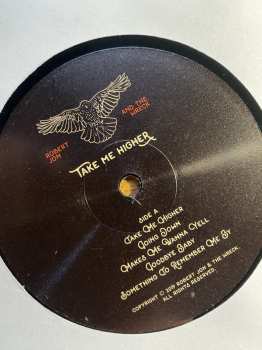 ROBERT JON
AND THE WRECK
TAKE ME HIGHER
SIDE A
TAKE ME HIGHER
GOING DOWN
MAKES ME WANNA YELL
GOODBYE BABY
SOMETHING TO REMEMBER ME BY
COPYRIGHT © 2019 ROBERT JON & THE WRECK.
ALL RIGHTS RESERVED.